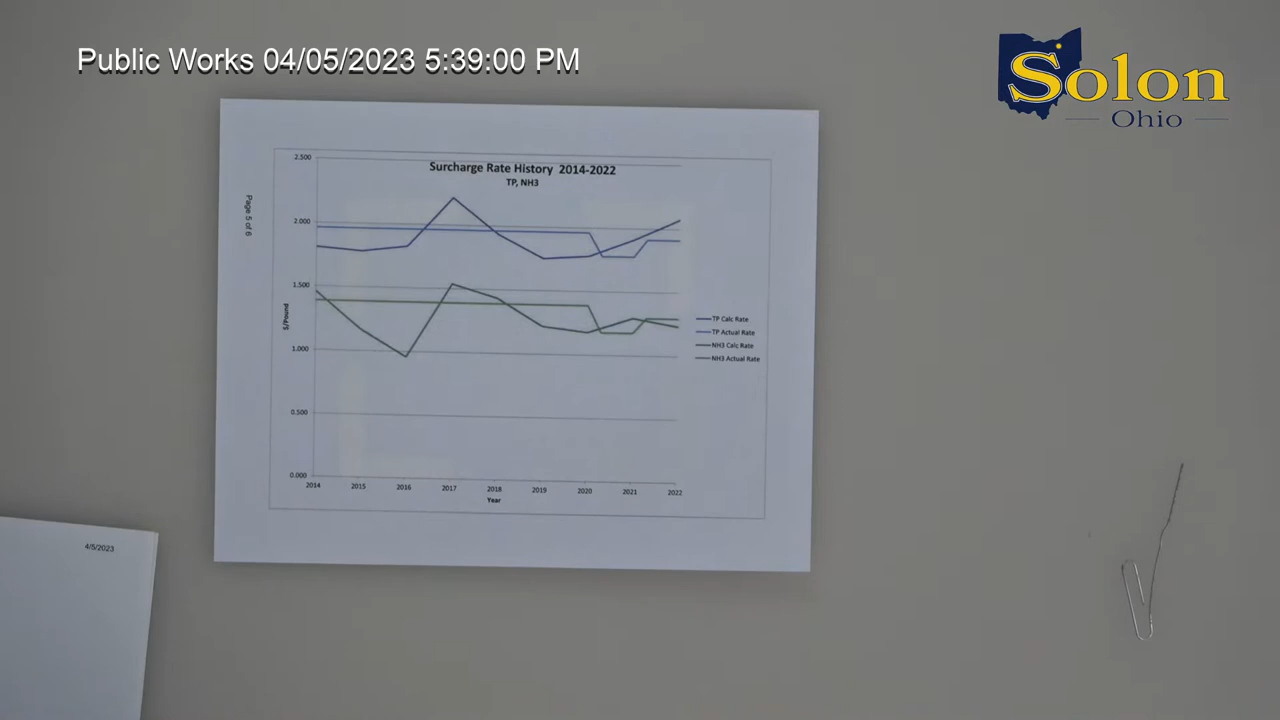 Public Works 04/05/2023 5:39:00 PM
Solon
Ohio
Page 5 of 6
Surcharge Rate History 2014-2022
TP, NH3
2.500
2.000
1.500
1.000
0.500
0.000
$/Pound
2014 2015 2016 2017 2018 2019 2020 2021 2022
Year
TP Calc Rate
TP Actual Rate
NH3 Calc Rate
NH3 Actual Rate
4/5/2023